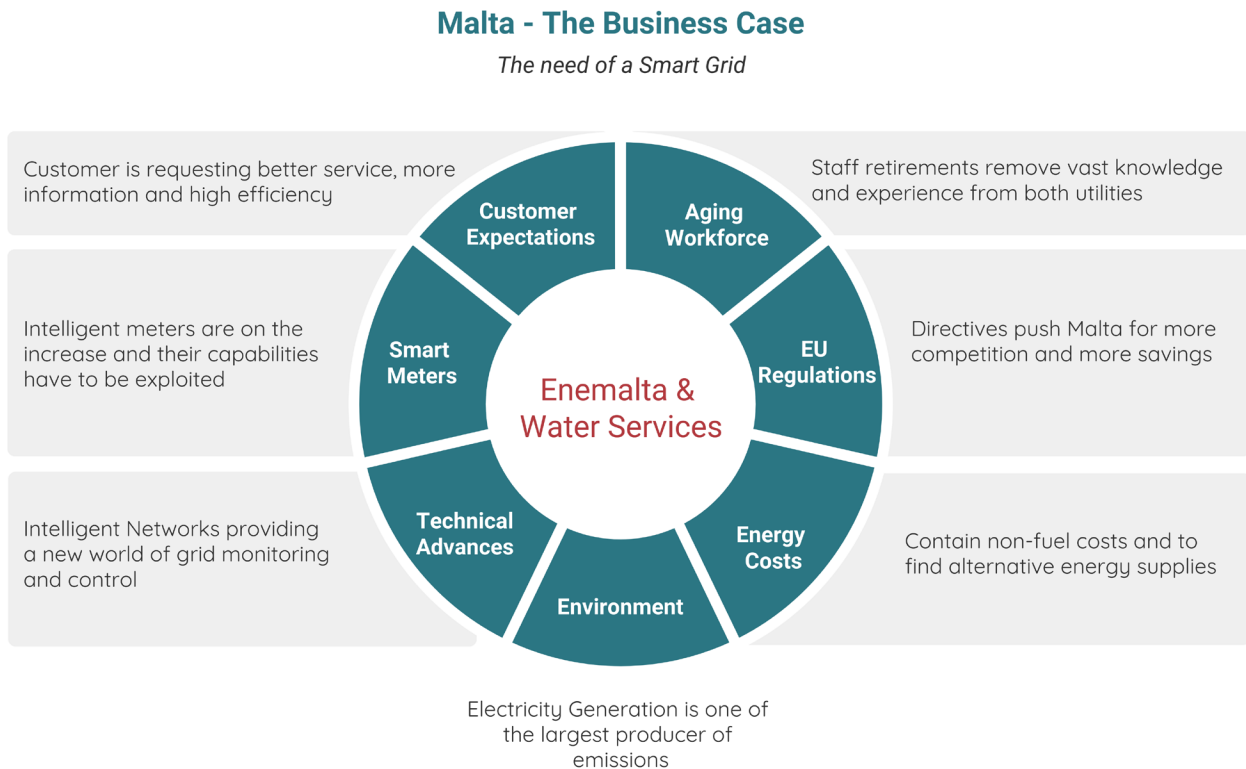 Malta - The Business Case
The need of a Smart Grid
Customer is requesting better service, more
information and high efficiency
Customer
Expectations
Aging
Workforce
Staff retirements remove vast knowledge
and experience from both utilities
Intelligent meters are on the
increase and their capabilities
have to be exploited
Smart
Meters
Enemalta &
Water Services
EU
Regulations
Directives push Malta for more
competition and more savings
Intelligent Networks providing
a new world of grid monitoring
and control
Technical
Advances
Environment
Energy
Costs
Contain non-fuel costs and to
find alternative energy supplies
Electricity Generation is one of
the largest producer of
emissions